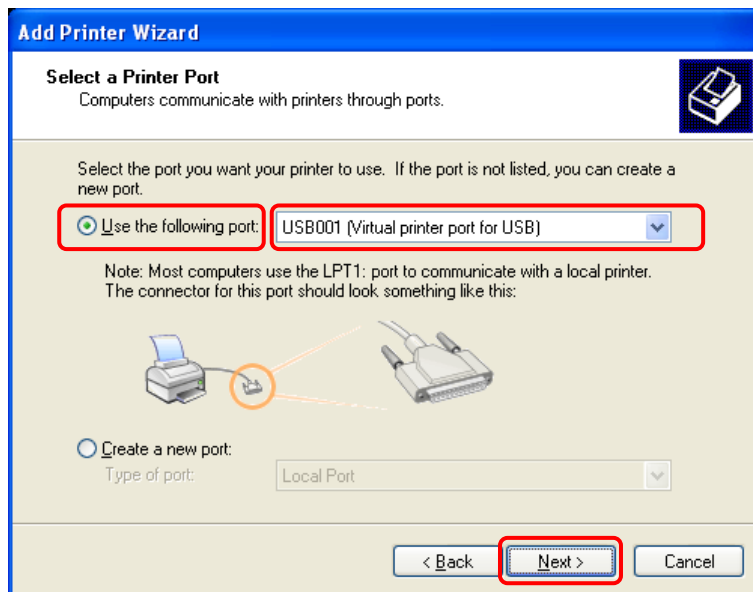 Add Printer Wizard
Select a Printer Port
Computers communicate with printers through ports.
Select the port you want your printer to use. If the port is not listed, you can create a
new port.
Use the following port: USB001 (Virtual printer port for USB)
Note: Most computers use the LPT1: port to communicate with a local printer.
The connector for this port should look something like this:
Create a new port:
Type of port: Local Port
< Back Next > Cancel